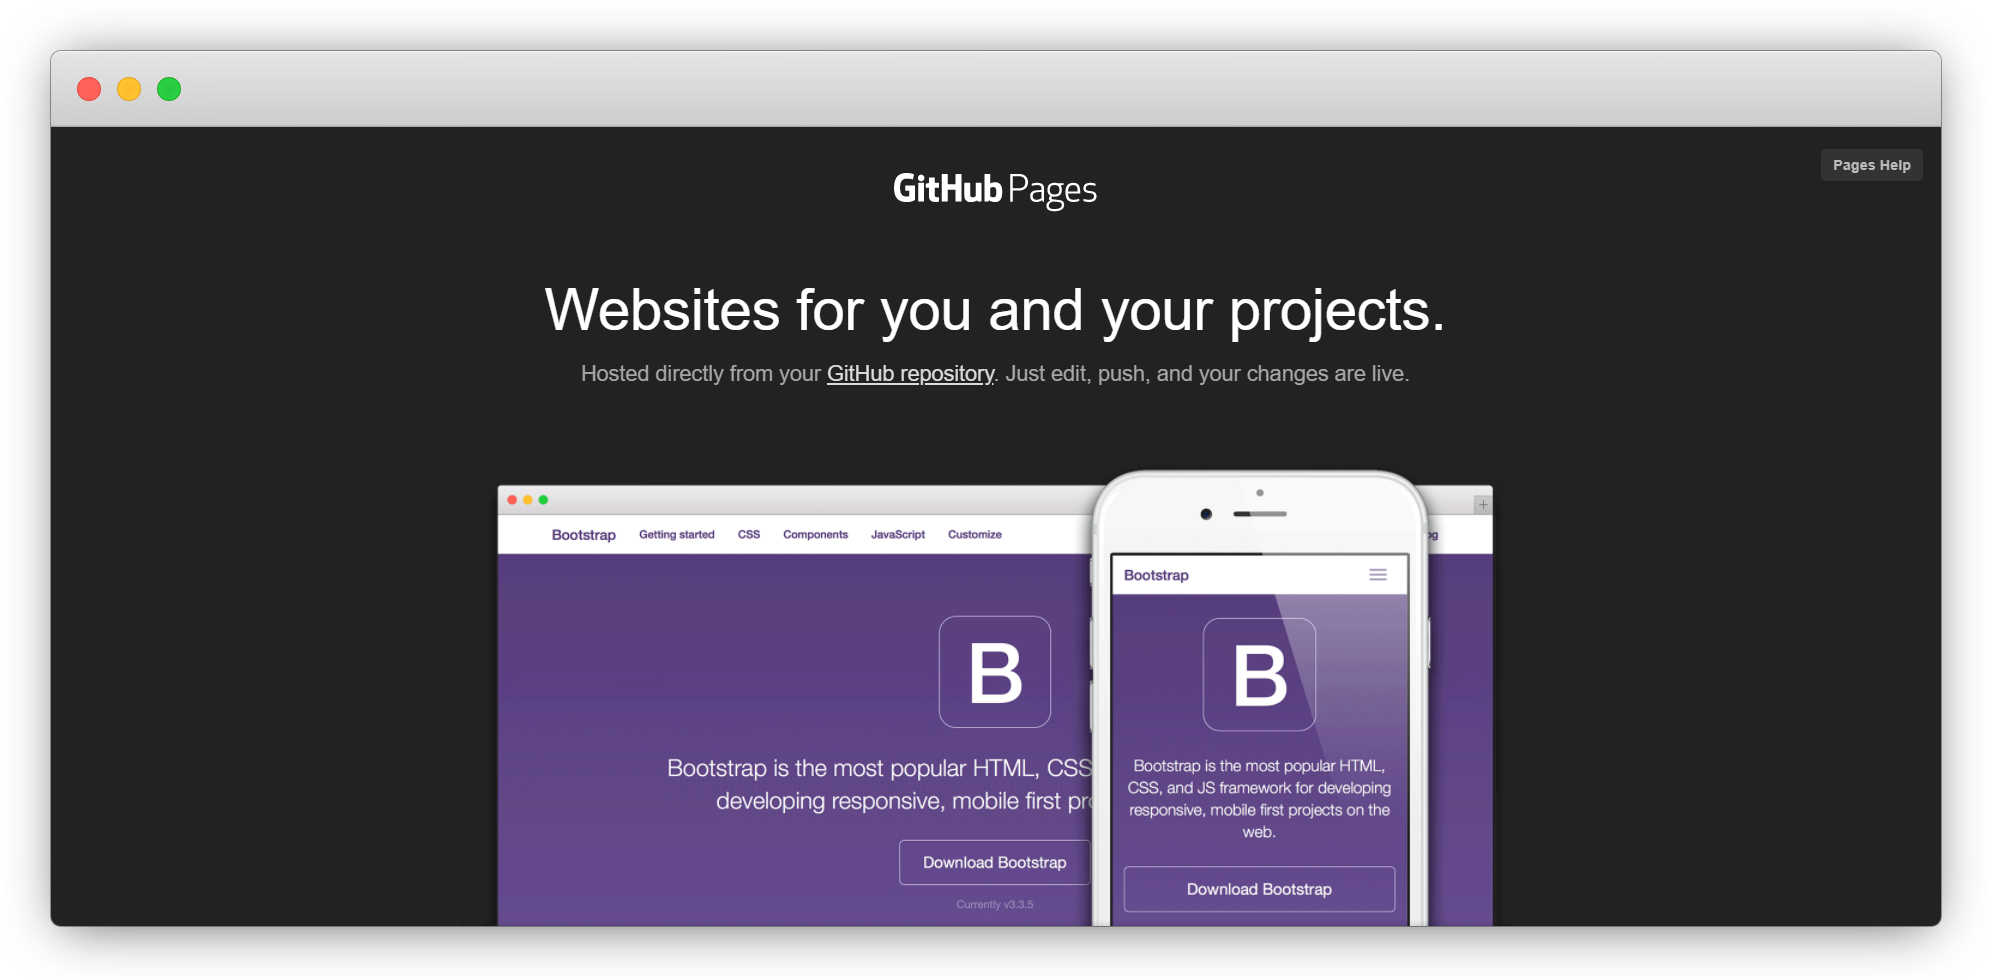 Pages Help
GitHub Pages
Websites for you and your projects.
Hosted directly from your GitHub repository. Just edit, push, and your changes are live.
Bootstrap Getting started CSS Components JavaScript Customize
B
Bootstrap is the most popular HTML, CSS
developing responsive, mobile first
Download Bootstrap
Currently v3.3.5
Bootstrap
B
Bootstrap is the most popular HTML,
CSS, and JS framework for developing
responsive, mobile first projects on the
web.
Download Bootstrap